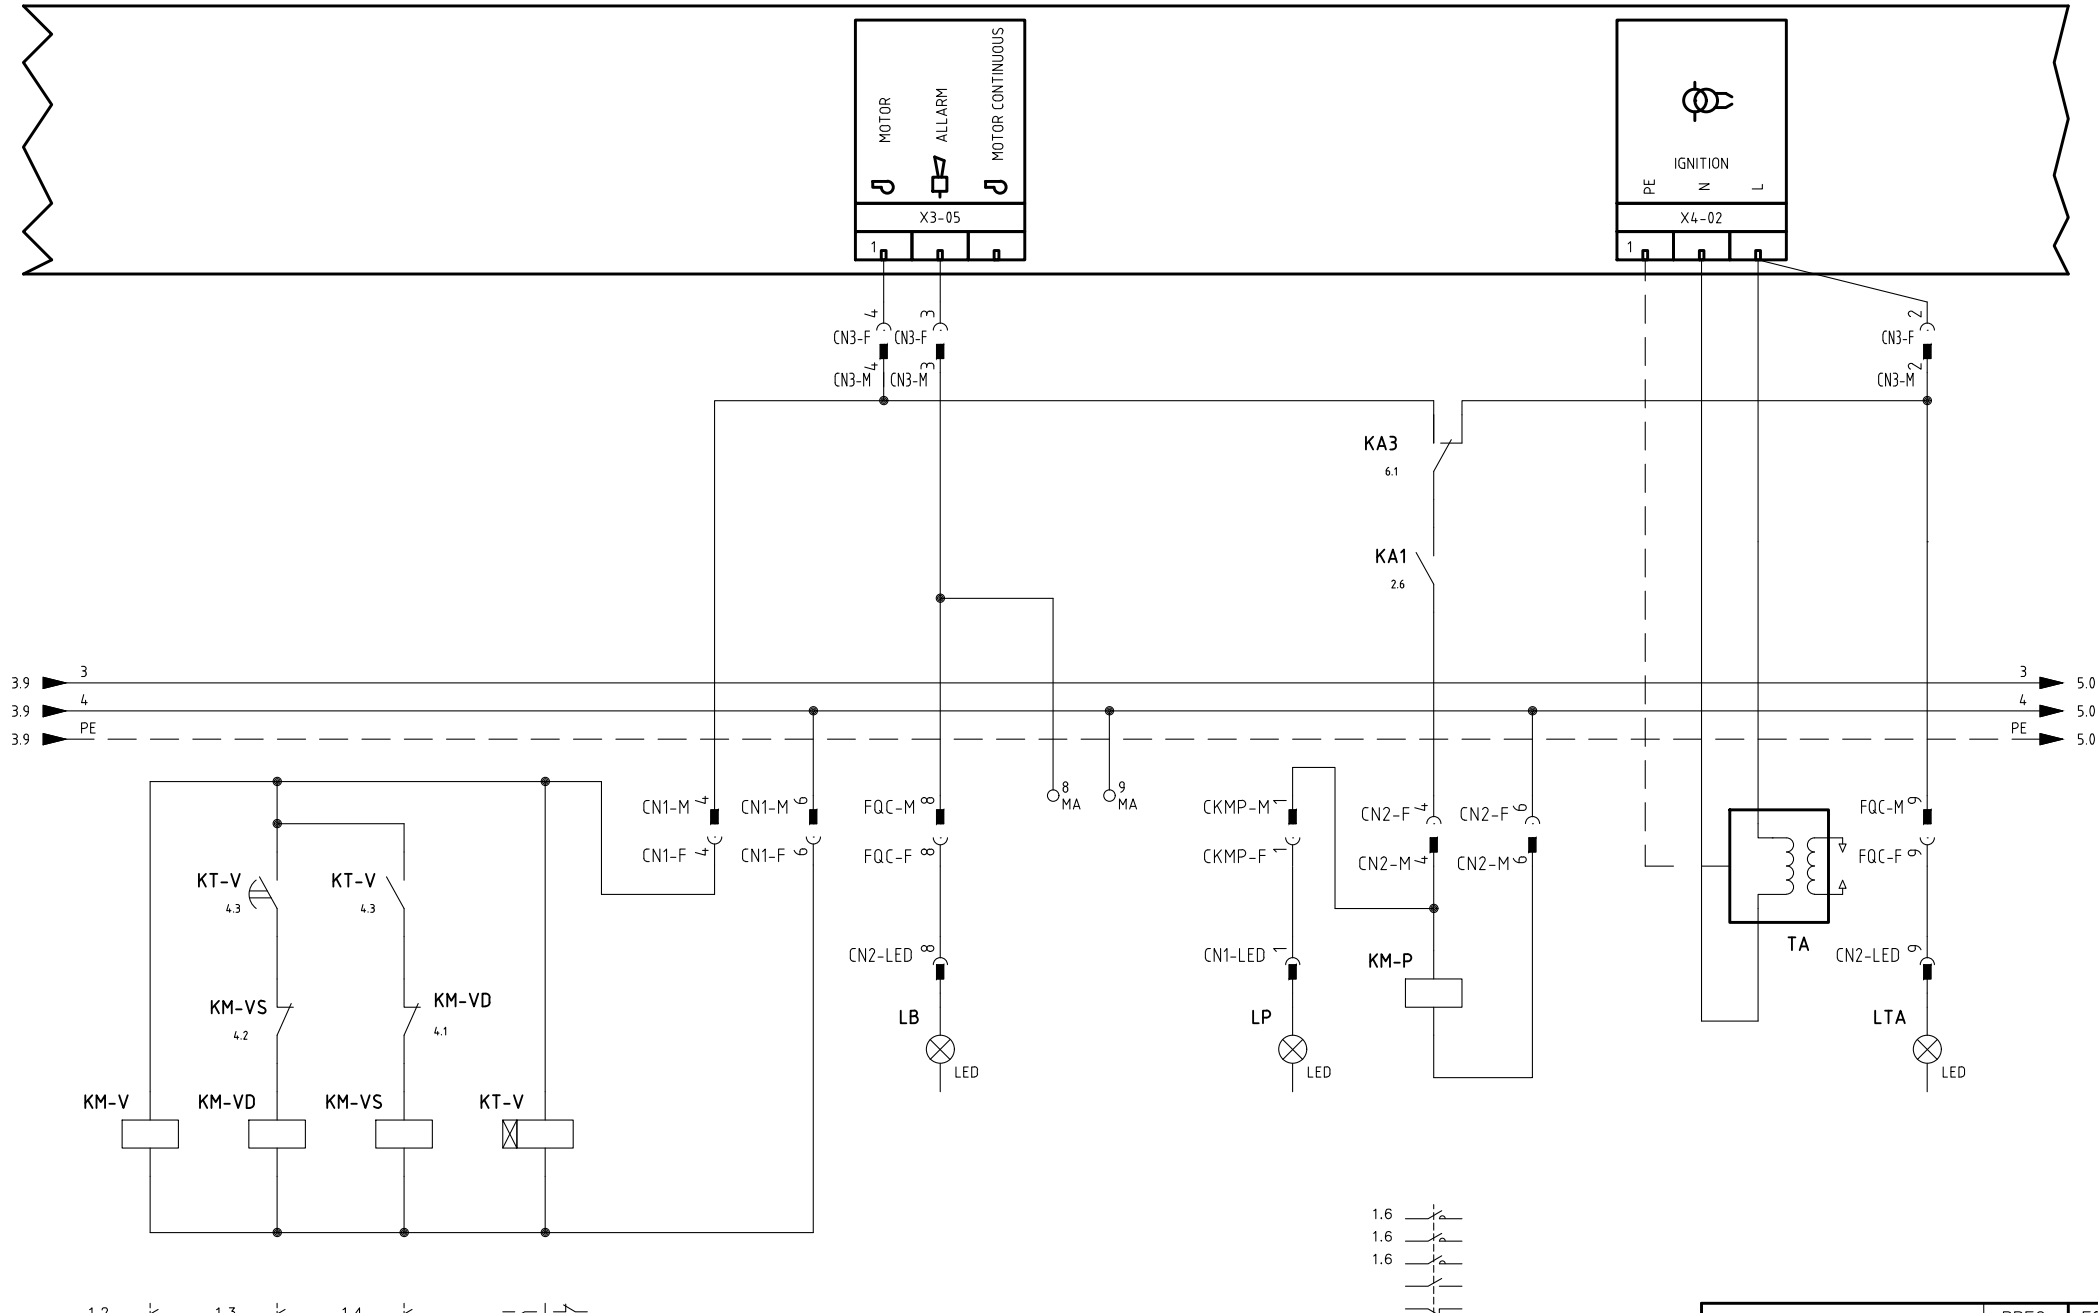 MOTOR
ALLARM
MOTOR CONTINUOUS
X3-05
1
IGNITION
PE
N
L
X4-02
1
4
3
2
CN3-F
CN3-F
CN3-F
4
3
2
CN3-M
CN3-M
CN3-M
KA3
6.1
KA1
2.6
3.9
3
3
5.0
3.9
4
4
5.0
3.9
PE
PE
5.0
CN1-M
4
CN1-M
6
FQC-M
8
8
MA
9
MA
CKMP-M
1
CN2-F
4
CN2-F
6
FQC-M
9
CN1-F
4
CN1-F
6
FQC-F
8
CKMP-F
1
CN2-M
4
CN2-M
6
FQC-F
9
KT-V
4.3
KT-V
4.3
TA
CN2-LED
8
CN1-LED
1
KM-P
CN2-LED
9
KM-VS
4.2
KM-VD
4.1
LB
LED
LP
LED
LTA
LED
KM-V
KM-VD
KM-VS
KT-V
1.6
1.6
1.6
1.2
1.3
1.4